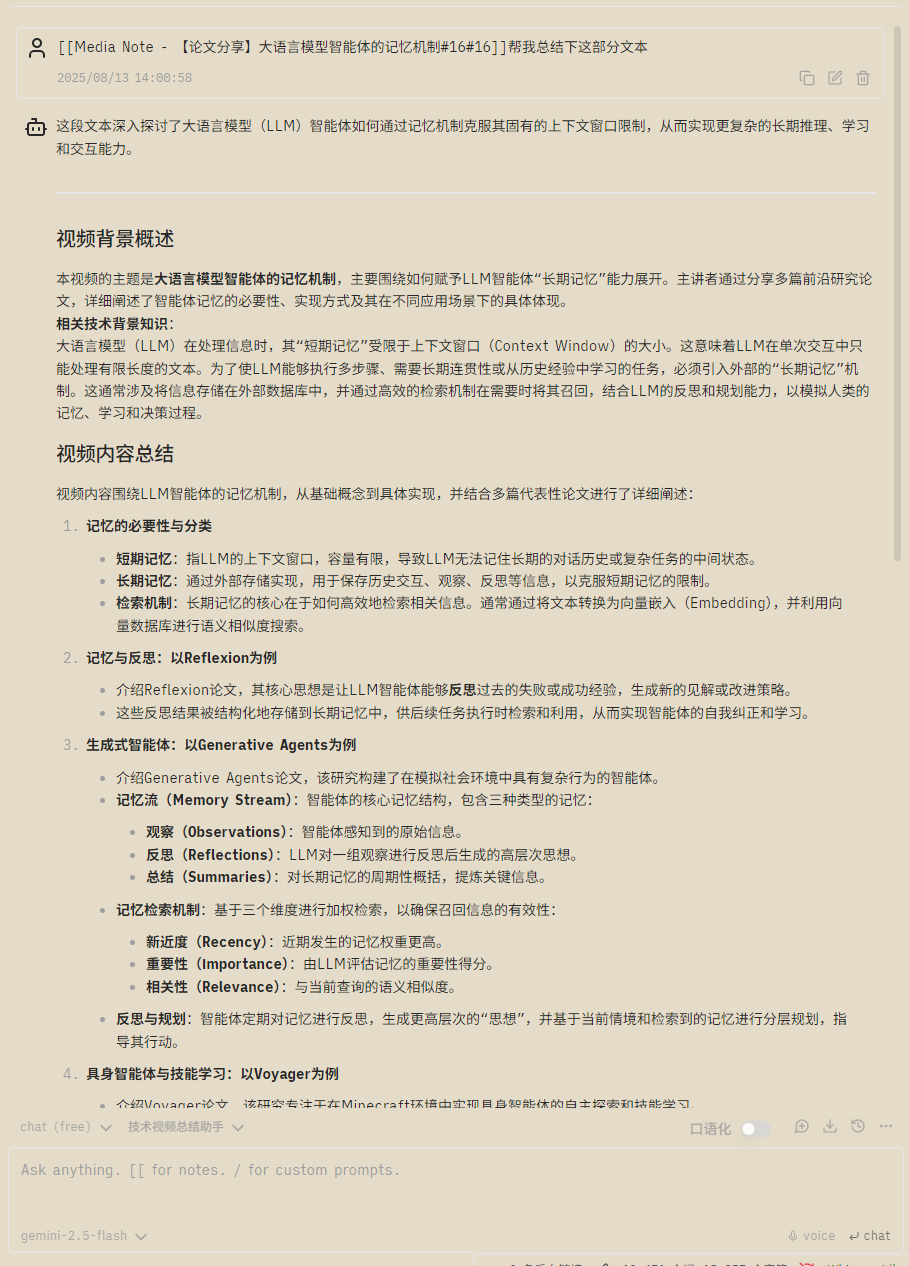 [[Media Note - 【论文分享】大语言模型智能体的记忆机制#16#16]]帮我总结下这部分文本
2025/08/13 14:00:58
这段文本深入探讨了大语言模型（LLM）智能体如何通过记忆机制克服其固有的上下文窗口限制，从而实现更复杂的长期推理、学习
和交互能力。
视频背景概述
本视频的主题是大语言模型智能体的记忆机制，主要围绕如何赋予LLM智能体“长期记忆”能力展开。主讲者通过分享多篇前沿研究论
文，详细阐述了智能体记忆的必要性、实现方式及其在不同应用场景下的具体体现。
相关技术背景知识：
大语言模型（LLM）在处理信息时，其“短期记忆”受限于上下文窗口（Context Window）的大小。这意味着LLM在单次交互中只
能处理有限长度的文本。为了使LLM能够执行多步骤、需要长期连贯性或从历史经验中学习的任务，必须引入外部的“长期记忆”机
制。这通常涉及将信息存储在外部数据库中，并通过高效的检索机制在需要时将其召回，结合LLM的反思和规划能力，以模拟人类的
记忆、学习和决策过程。
视频内容总结
视频内容围绕LLM智能体的记忆机制，从基础概念到具体实现，并结合多篇代表性论文进行了详细阐述：
1. 记忆的必要性与分类
• 短期记忆：指LLM的上下文窗口，容量有限，导致LLM无法记住长期的对话历史或复杂任务的中间状态。
• 长期记忆：通过外部存储实现，用于保存历史交互、观察、反思等信息，以克服短期记忆的限制。
• 检索机制：长期记忆的核心在于如何高效地检索相关信息。通常通过将文本转换为向量嵌入（Embedding），并利用向
量数据库进行语义相似度搜索。
2. 记忆与反思：以Reflexion为例
• 介绍Reflexion论文，其核心思想是让LLM智能体能够反思过去的失败或成功经验，生成新的见解或改进策略。
• 这些反思结果被结构化地存储到长期记忆中，供后续任务执行时检索和利用，从而实现智能体的自我纠正和学习。
3. 生成式智能体：以Generative Agents为例
• 介绍Generative Agents论文，该研究构建了在模拟社会环境中具有复杂行为的智能体。
• 记忆流（Memory Stream）：智能体的核心记忆结构，包含三种类型的记忆：
• 观察（Observations）：智能体感知到的原始信息。
• 反思（Reflections）：LLM对一组观察进行反思后生成的高层次思想。
• 总结（Summaries）：对长期记忆的周期性概括，提炼关键信息。
• 记忆检索机制：基于三个维度进行加权检索，以确保召回信息的有效性：
• 新近度（Recency）：近期发生的记忆权重更高。
• 重要性（Importance）：由LLM评估记忆的重要性得分。
• 相关性（Relevance）：与当前查询的语义相似度。
• 反思与规划：智能体定期对记忆进行反思，生成更高层次的“思想”，并基于当前情境和检索到的记忆进行分层规划，指
导其行动。
4. 具身智能体与技能学习：以Voyager为例
• 介绍Voyager论文，该研究专注于在Minecraft环境中实现具身智能体的自主探索和技能学习。
chat (free) 技术视频总结助手 口语化
Ask anything. [[ for notes. / for custom prompts.
gemini-2.5-flash voice chat